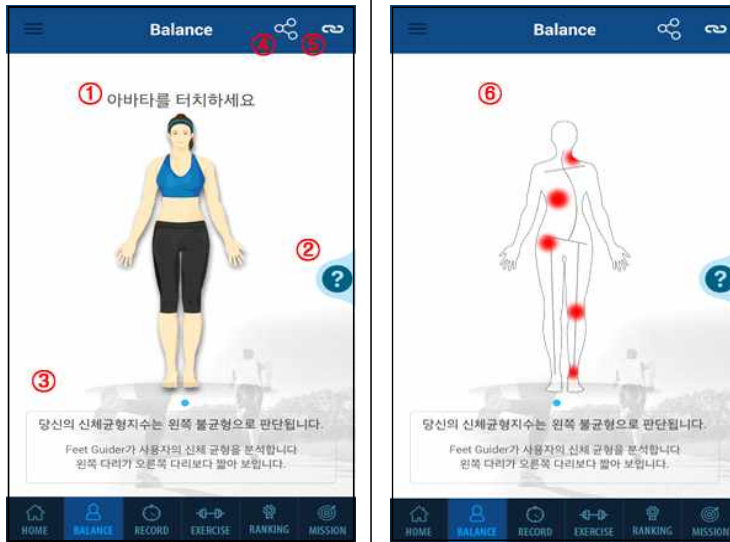 Balance
④
⑤
① 아바타를 터치하세요
②
?
③
당신의 신체균형지수는 왼쪽 불균형으로 판단됩니다.
Feet Guider가 사용자의 신체 균형을 분석합니다
왼쪽 다리가 오른쪽 다리보다 짧아 보입니다.
HOME BALANCE RECORD EXERCISE RANKING MISSION
Balance
⑥
?
당신의 신체균형지수는 왼쪽 불균형으로 판단됩니다.
Feet Guider가 사용자의 신체 균형을 분석합니다
왼쪽 다리가 오른쪽 다리보다 짧아 보입니다.
HOME BALANCE RECORD EXERCISE RANKING MISSION